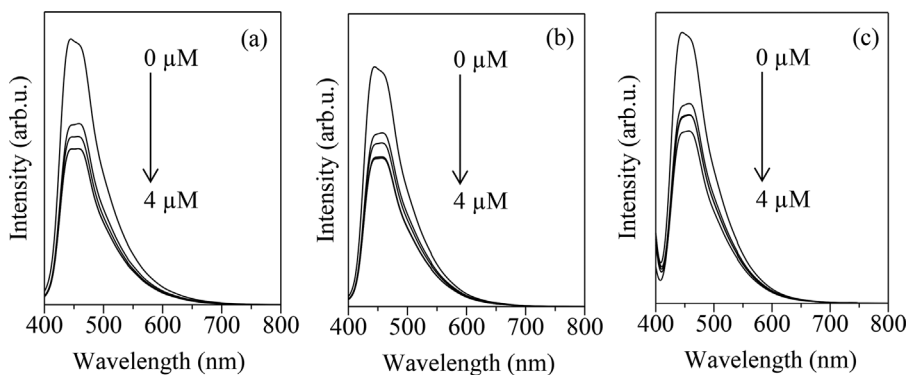 (a)
0 µM
4 µM
Intensity (arb.u.)
400 500 600 700 800
Wavelength (nm)
(b)
0 µM
4 µM
Intensity (arb.u.)
400 500 600 700 800
Wavelength (nm)
(c)
0 µM
4 µM
Intensity (arb.u.)
400 500 600 700 800
Wavelength (nm)